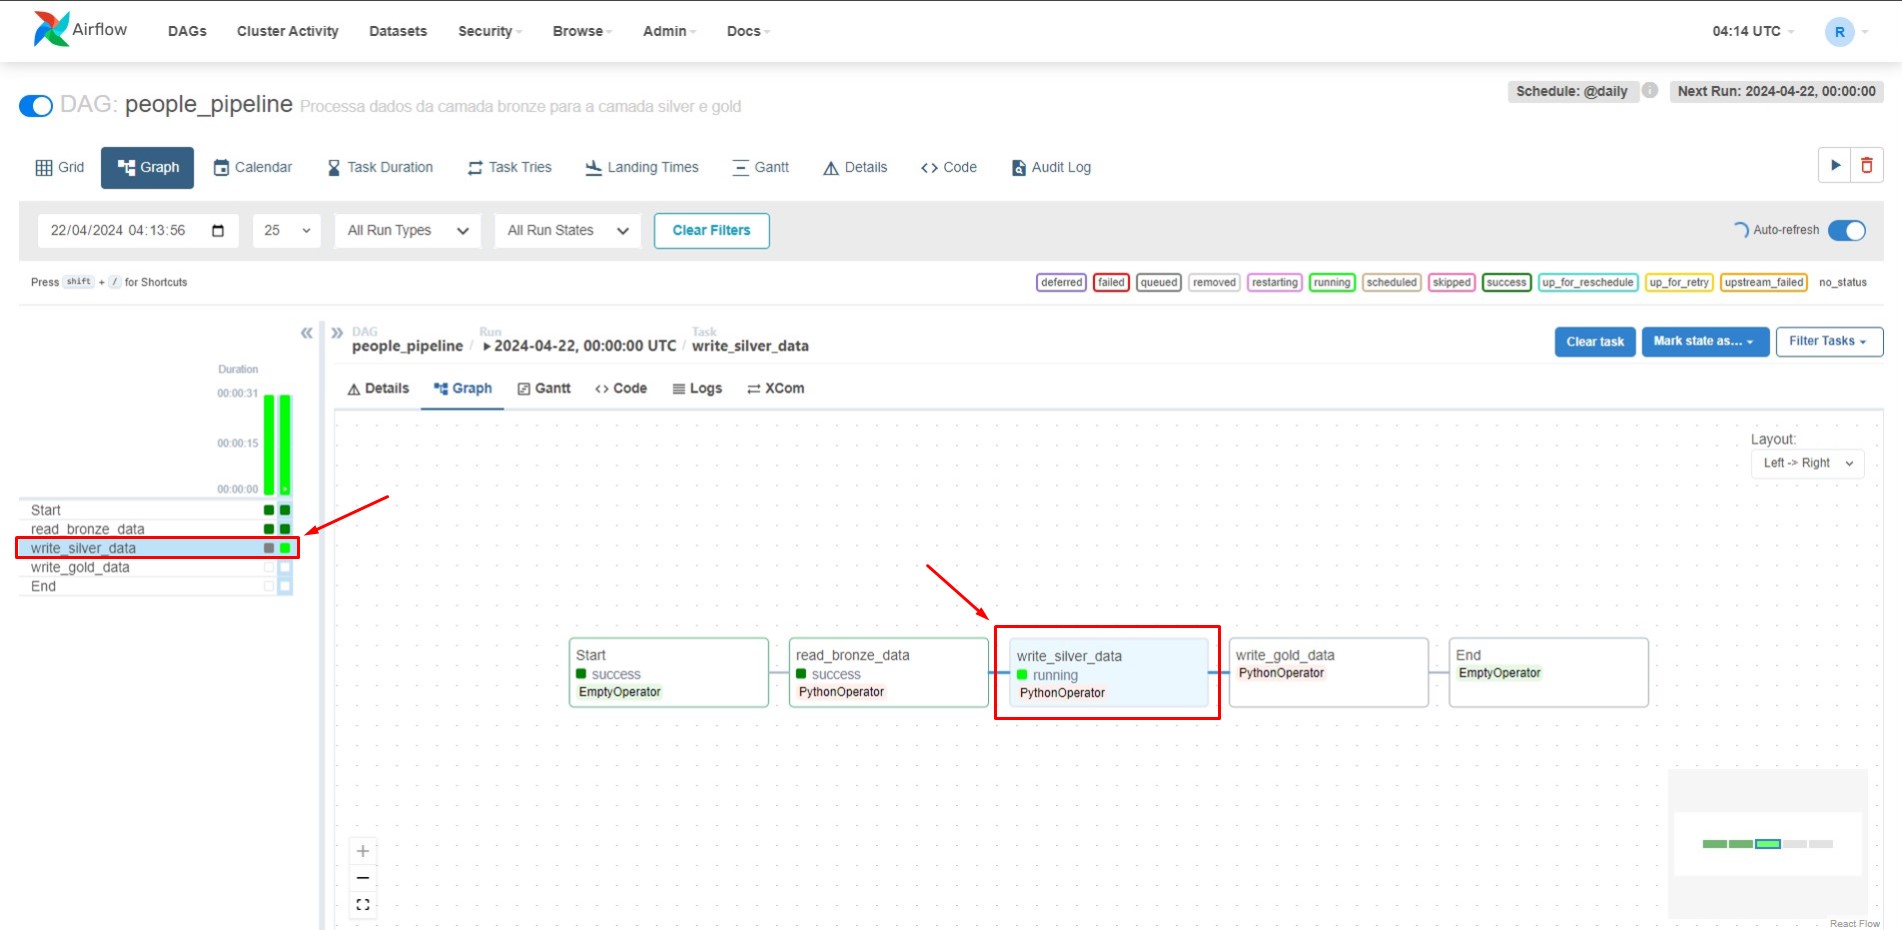 Airflow DAGs Cluster Activity Datasets Security Browse Admin Docs 04:14 UTC R
DAG: people_pipeline Processa dados da camada bronze para a camada silver e gold
Schedule: @daily i Next Run: 2024-04-22, 00:00:00
Grid Graph Calendar Task Duration Task Tries Landing Times Gantt Details Code Audit Log
22/04/2024 04:13:56 25 All Run Types All Run States Clear Filters Auto-refresh
Press shift + / for Shortcuts
deferred failed queued removed restarting running scheduled skipped success up_for_reschedule up_for_retry upstream_failed no_status
Duration
00:00:31
00:00:15
00:00:00
Start
read_bronze_data
write_silver_data
write_gold_data
End
DAG Run Task
people_pipeline / 2024-04-22, 00:00:00 UTC / write_silver_data
Clear task Mark state as... Filter Tasks
Details Graph Gantt Code Logs XCom
Layout:
Left -> Right
Start
success
EmptyOperator
read_bronze_data
success
PythonOperator
write_silver_data
running
PythonOperator
write_gold_data
PythonOperator
End
EmptyOperator
React Flow